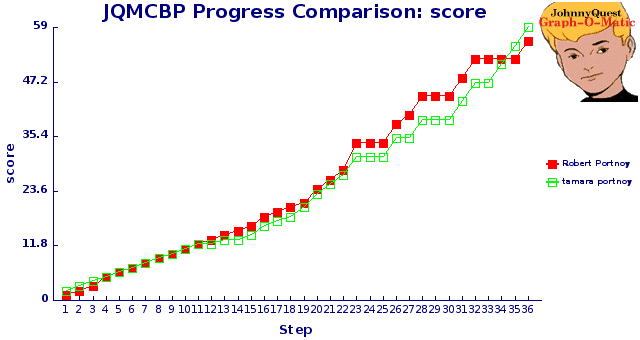 JQMCBP Progress Comparison: score
JohnnyQuest
Graph-O-Matic
59
47.2
35.4
23.6
11.8
0
score
1 2 3 4 5 6 7 8 9 10 11 12 13 14 15 16 17 18 19 20 21 22 23 24 25 26 27 28 29 30 31 32 33 34 35 36
Step
Robert Portnoy
tamara portnoy